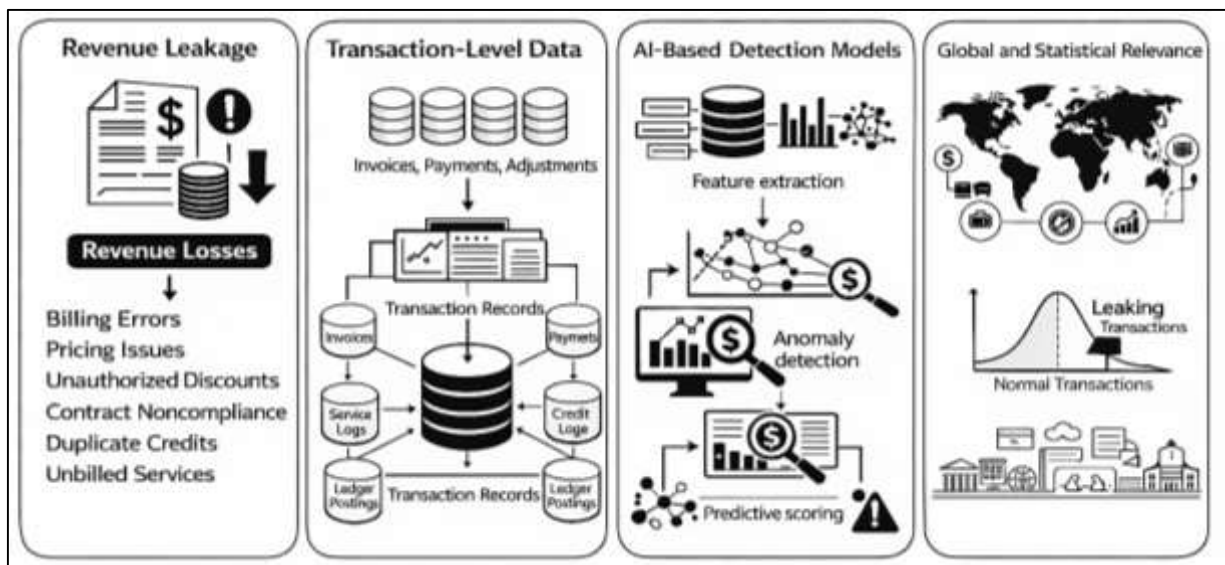 Revenue Leakage
$
!
Revenue Losses
Billing Errors
Pricing Issues
Unauthorized Discounts
Contract Noncompliance
Duplicate Credits
Unbilled Services
Transaction-Level Data
Invoices, Payments, Adjustments
Transaction Records
Invoices
Paymets
Service
Logs
Credit
Loge
Ledger
Postings
Transaction Records
Ledger
Postings
AI-Based Detection Models
Feature extraction
$
$
Anomaly
detection
$
Predictive scoring
!
Global and Statistical Relevance
$
Leaking
Transactions
Normal Transactions
%